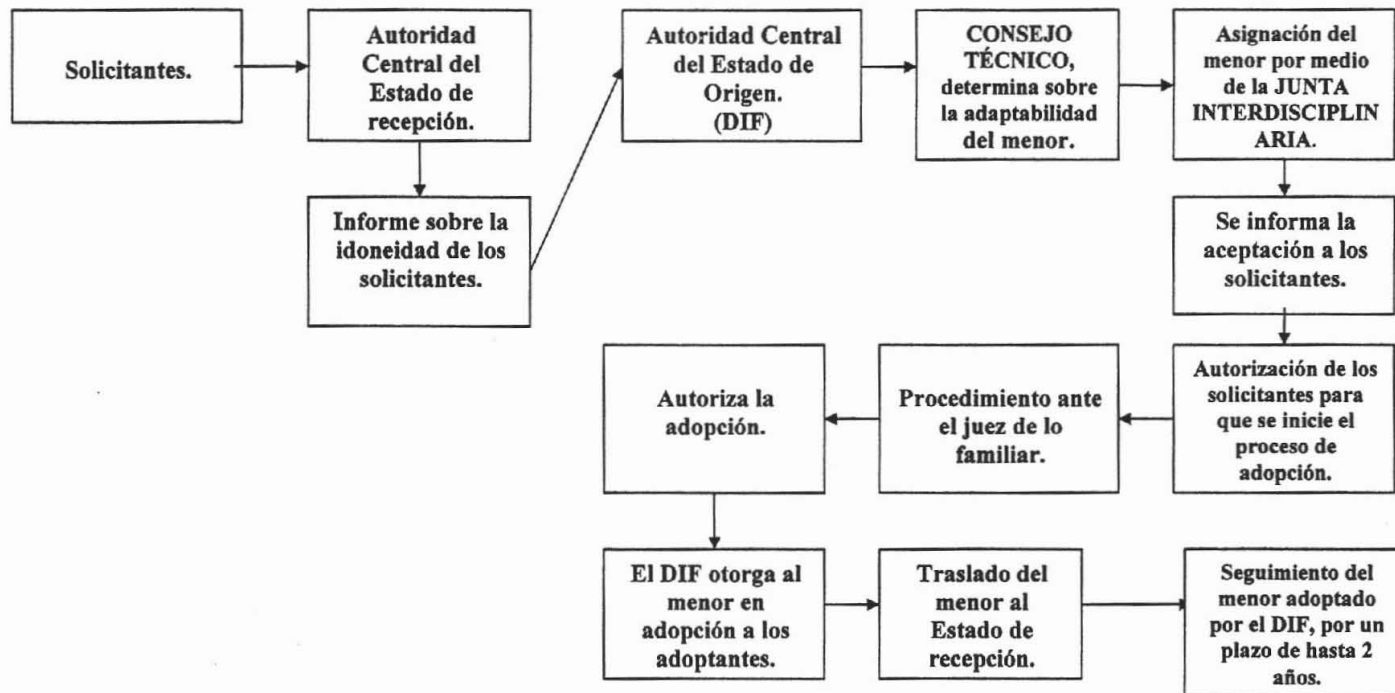 Solicitantes.
Autoridad
Central del
Estado de
recepción.
Informe sobre la
idoneidad de los
solicitantes.
Autoridad Central
del Estado de
Origen.
(DIF)
CONSEJO
TÉCNICO,
determina sobre
la adaptabilidad
del menor.
Asignación del
menor por medio
de la JUNTA
INTERDISCIPLIN
ARIA.
Se informa la
aceptación a los
solicitantes.
Autorización de los
solicitantes para
que se inicie el
proceso de
adopción.
Procedimiento ante
el juez de lo
familiar.
Autoriza la
adopción.
El DIF otorga al
menor en
adopción a los
adoptantes.
Traslado del
menor al
Estado de
recepción.
Seguimiento del
menor adoptado
por el DIF, por un
plazo de hasta 2
años.